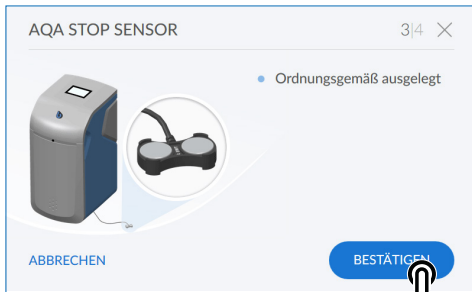 AQA STOP SENSOR
3|4
Ordnungsgemäß ausgelegt
ABBRECHEN
BESTÄTIGEN